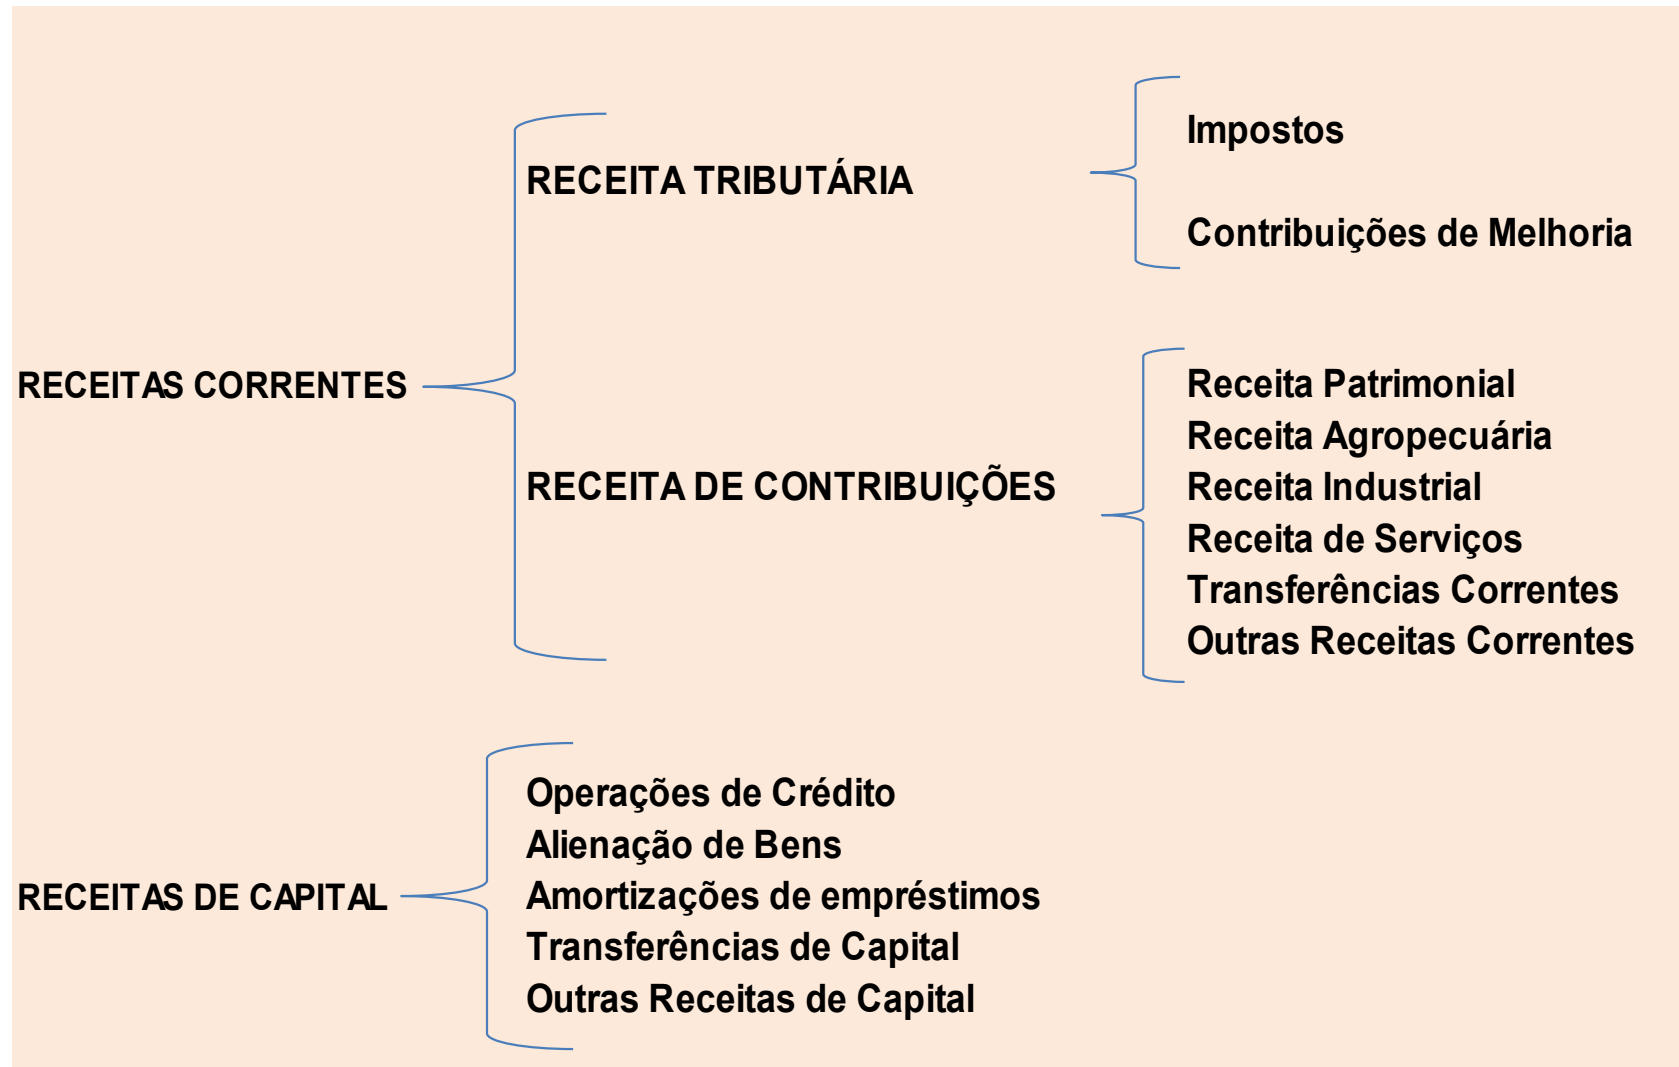 RECEITAS CORRENTES
RECEITA TRIBUTÁRIA
Impostos
Contribuições de Melhoria
RECEITA DE CONTRIBUIÇÕES
Receita Patrimonial
Receita Agropecuária
Receita Industrial
Receita de Serviços
Transferências Correntes
Outras Receitas Correntes
RECEITAS DE CAPITAL
Operações de Crédito
Alienação de Bens
Amortizações de empréstimos
Transferências de Capital
Outras Receitas de Capital